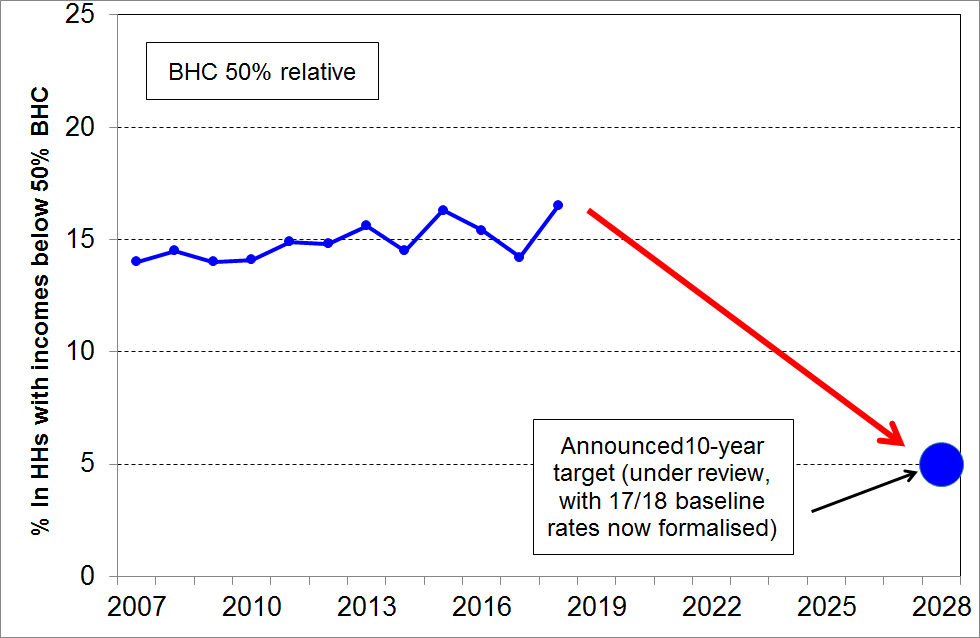 25
BHC 50% relative
20
15
10
5
0
% In HHs with incomes below 50% BHC
Announced10-year
target (under review,
with 17/18 baseline
rates now formalised)
2007 2010 2013 2016 2019 2022 2025 2028